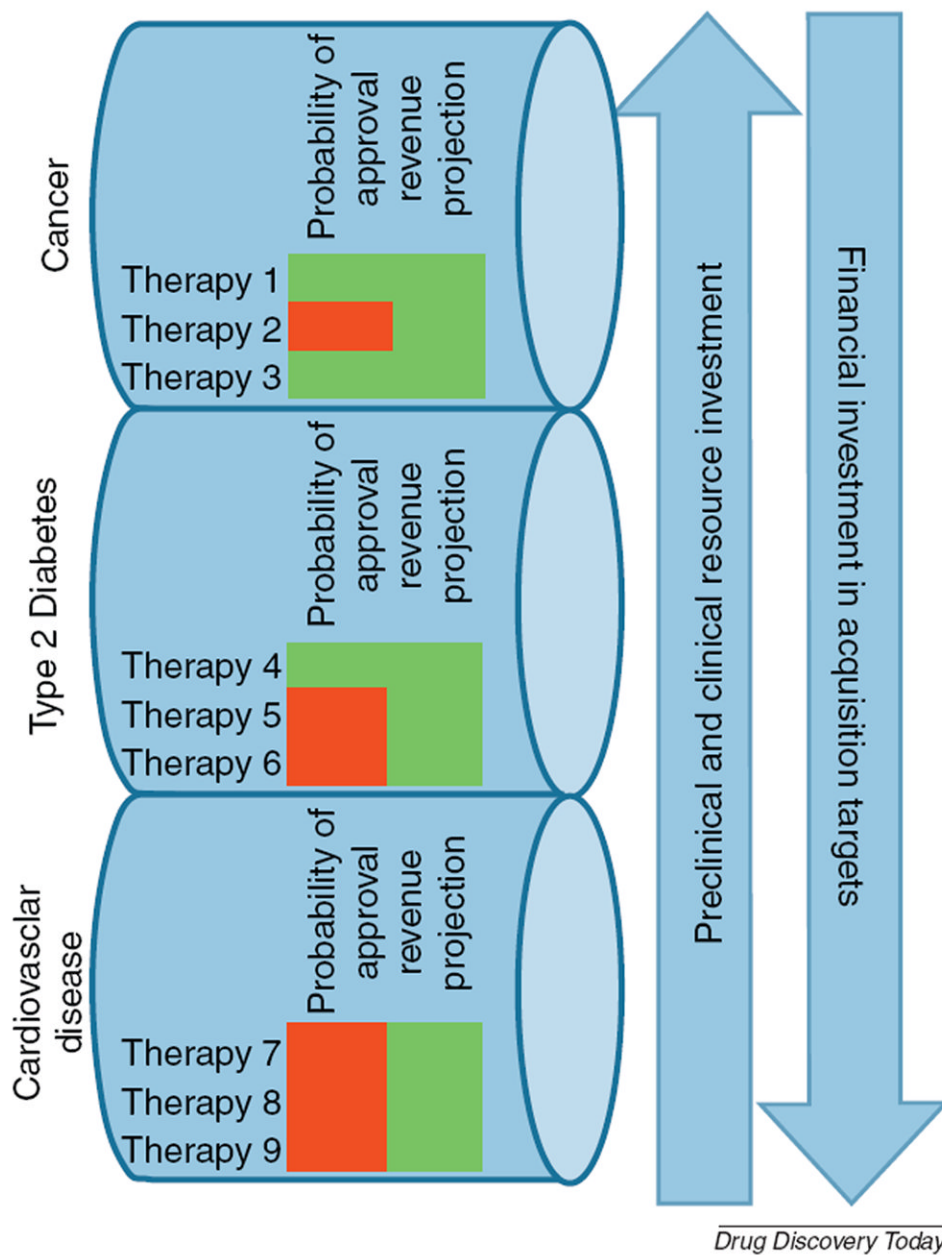 Cancer
Probability of
approval
revenue
projection
Therapy 1
Therapy 2
Therapy 3
Type 2 Diabetes
Probability of
approval
revenue
projection
Therapy 4
Therapy 5
Therapy 6
Cardiovasclar
disease
Probability of
approval
revenue
projection
Therapy 7
Therapy 8
Therapy 9
Preclinical and clinical resource investment
Financial investment in acquisition targets
Drug Discovery Today